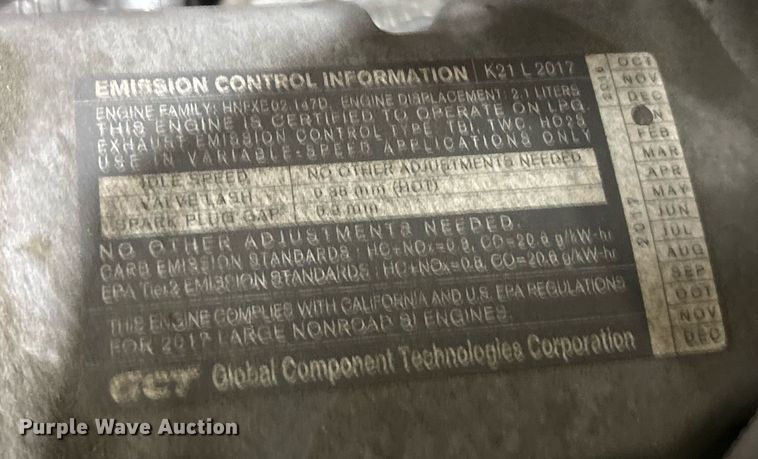 EMISSION CONTROL INFORMATION K21 L 2017
ENGINE FAMILY: HNFXE02.147D, ENGINE DISPLACEMENT: 2.1 LITERS
THIS ENGINE IS CERTIFIED TO OPERATE ON LPG.
EXHAUST EMISSION CONTROL TYPE TBI, TWC, HO2S
USE IN VARIABLE-SPEED APPLICATIONS ONLY
IDLE SPEED NO OTHER ADJUSTMENTS NEEDED
VALVE LASH 0.38 mm (HOT)
SPARK PLUG GAP mm
NO OTHER ADJUSTMENTS NEEDED.
CARB EMISSION STANDARDS : HC+NOx=0.8, CO=20.6 g/kW-hr
EPA Tier2 EMISSION STANDARDS : HC+NOx=0.8, CO=20.6 g/kW-hr
THIS ENGINE COMPLIES WITH CALIFORNIA AND U.S. EPA REGULATIONS
FOR 2017 LARGE NONROAD SI ENGINES.
GCT Global Component Technologies Corporation
2016
OCT
NOV
DEC
2017
FEB
MAR
APR
MAY
JUN
JUL
AUG
SEP
OCT
NOV
DEC
Purple Wave Auction